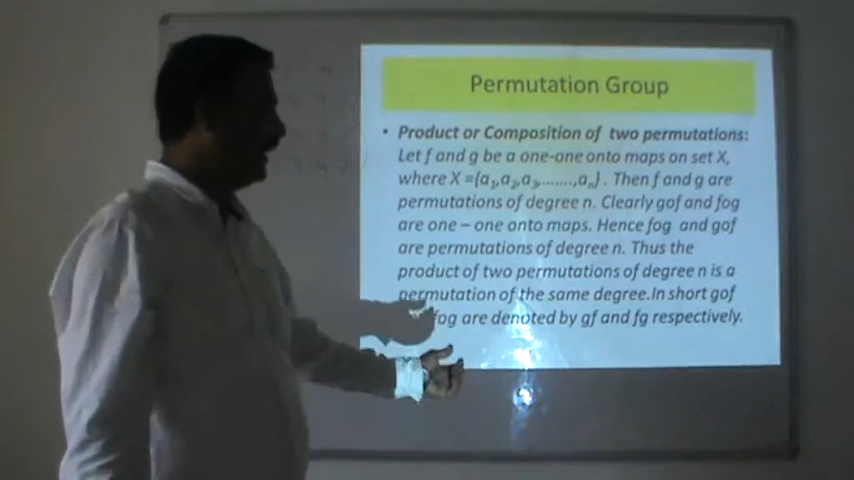 Permutation Group
• Product or Composition of two permutations:
Let f and g be a one-one onto maps on set X,
where X ={a₁,a₂,a₃,.......,aₙ} . Then f and g are
permutations of degree n. Clearly gof and fog
are one – one onto maps. Hence fog and gof
are permutations of degree n. Thus the
product of two permutations of degree n is a
permutation of the same degree.In short gof
fog are denoted by gf and fg respectively.